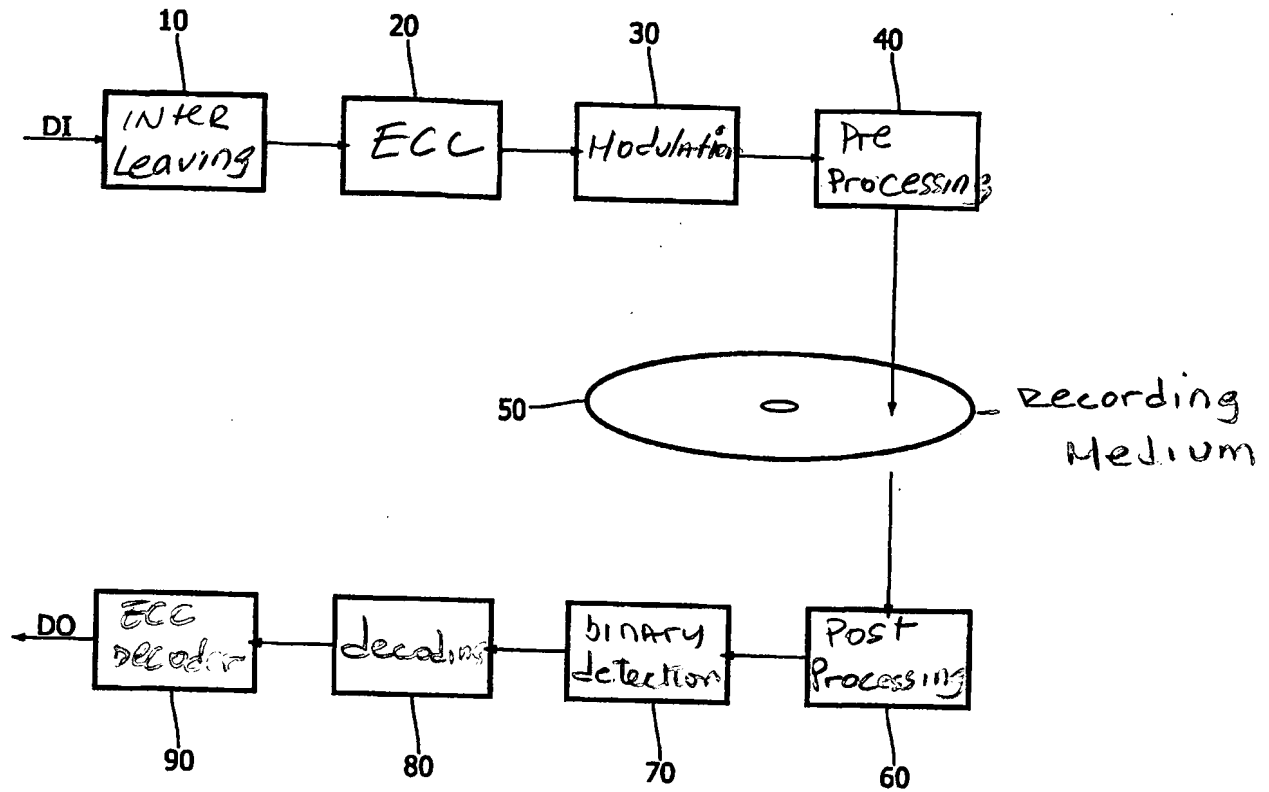 10
20
30
40
DI
INTER
Leaving
ECC
Modulation
Pre
Processing
50
Recording
Medium
DO
ECC
Decoder
decoding
binary
detection
Post
Processing
90
80
70
60